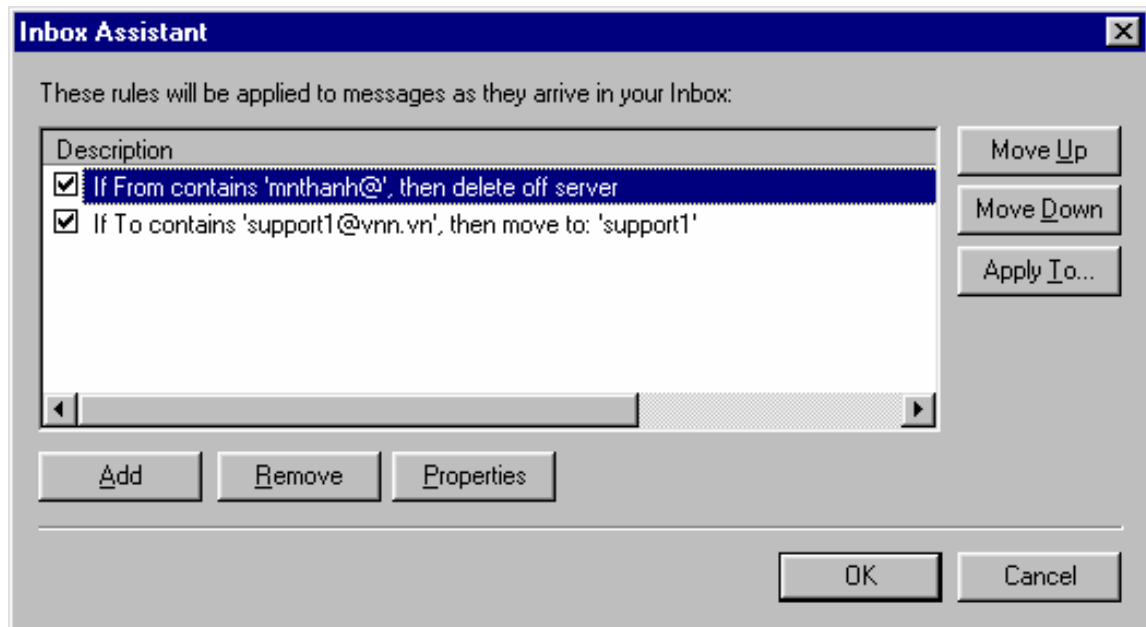 Inbox Assistant
These rules will be applied to messages as they arrive in your Inbox:
Description
If From contains 'mnthanh@', then delete off server
If To contains 'support1@vnn.vn', then move to: 'support1'
Move Up
Move Down
Apply To...
Add Remove Properties
OK Cancel